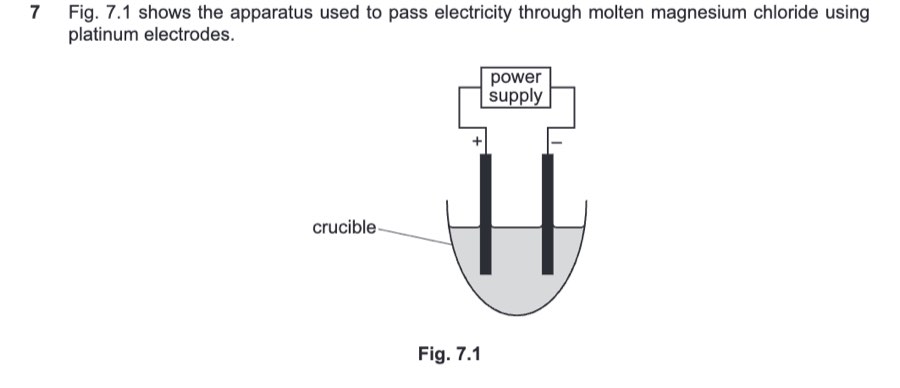 7 Fig. 7.1 shows the apparatus used to pass electricity through molten magnesium chloride using
platinum electrodes.
power
supply
+
–
crucible
Fig. 7.1